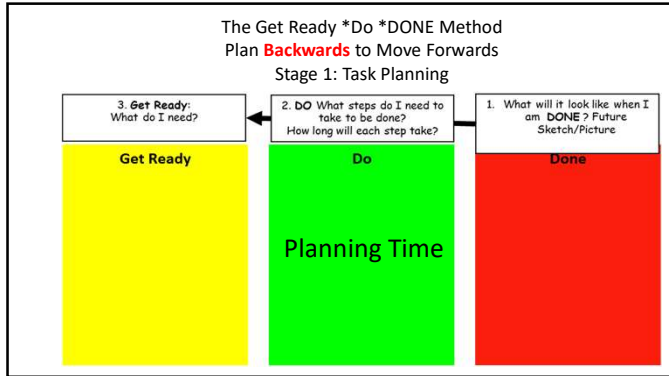 The Get Ready *Do *DONE Method
Plan Backwards to Move Forwards
Stage 1: Task Planning
3. Get Ready:
What do I need?
2. DO What steps do I need to
take to be done?
How long will each step take?
1. What will it look like when I
am DONE? Future
Sketch/Picture
Get Ready
Do
Done
Planning Time